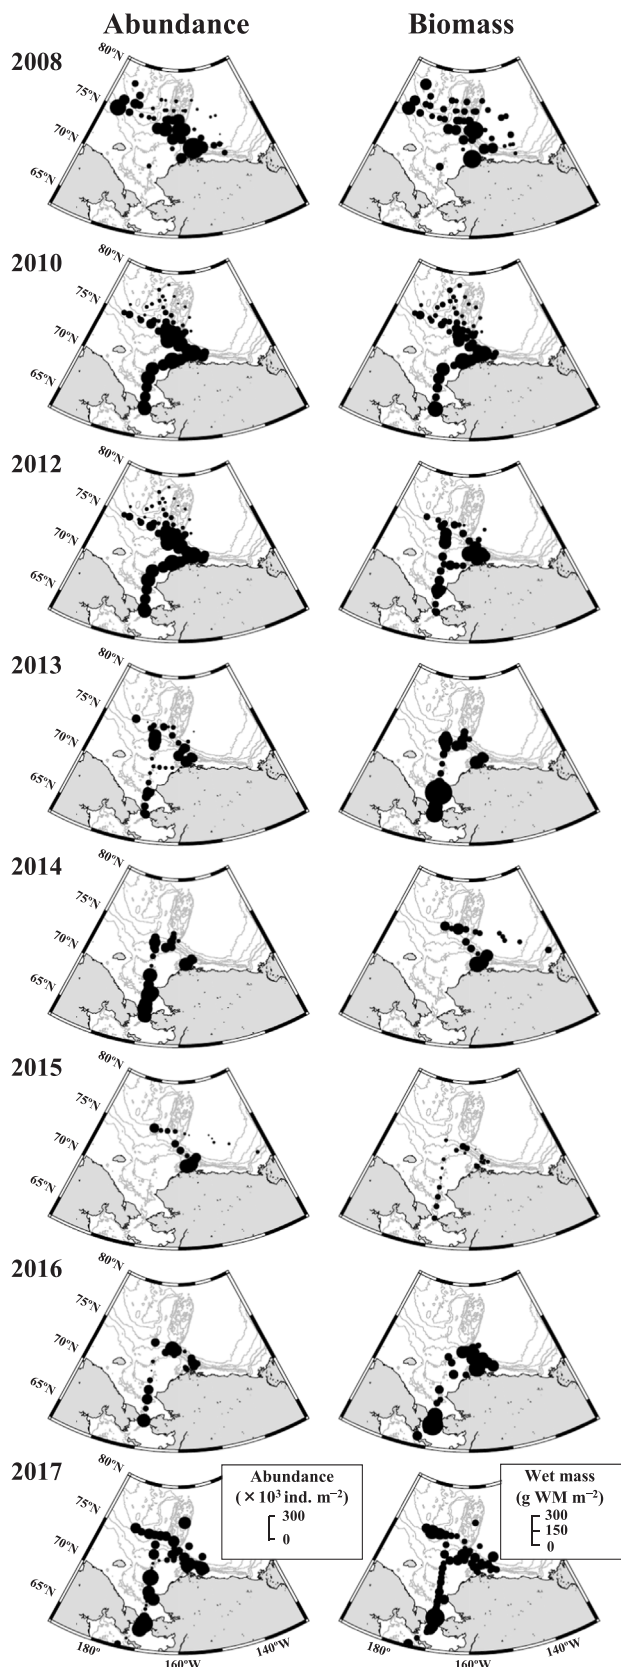 Abundance Biomass
2008
80°N
75°N
70°N
65°N
2010
80°N
75°N
70°N
65°N
2012
80°N
75°N
70°N
65°N
2013
80°N
75°N
70°N
65°N
2014
80°N
75°N
70°N
65°N
2015
80°N
75°N
70°N
65°N
2016
80°N
75°N
70°N
65°N
2017
80°N
75°N
70°N
65°N
Abundance
(×10³ ind. m⁻²)
300
0
Wet mass
(g WM m⁻²)
300
150
0
180° 160°W 140°W
180° 160°W 140°W